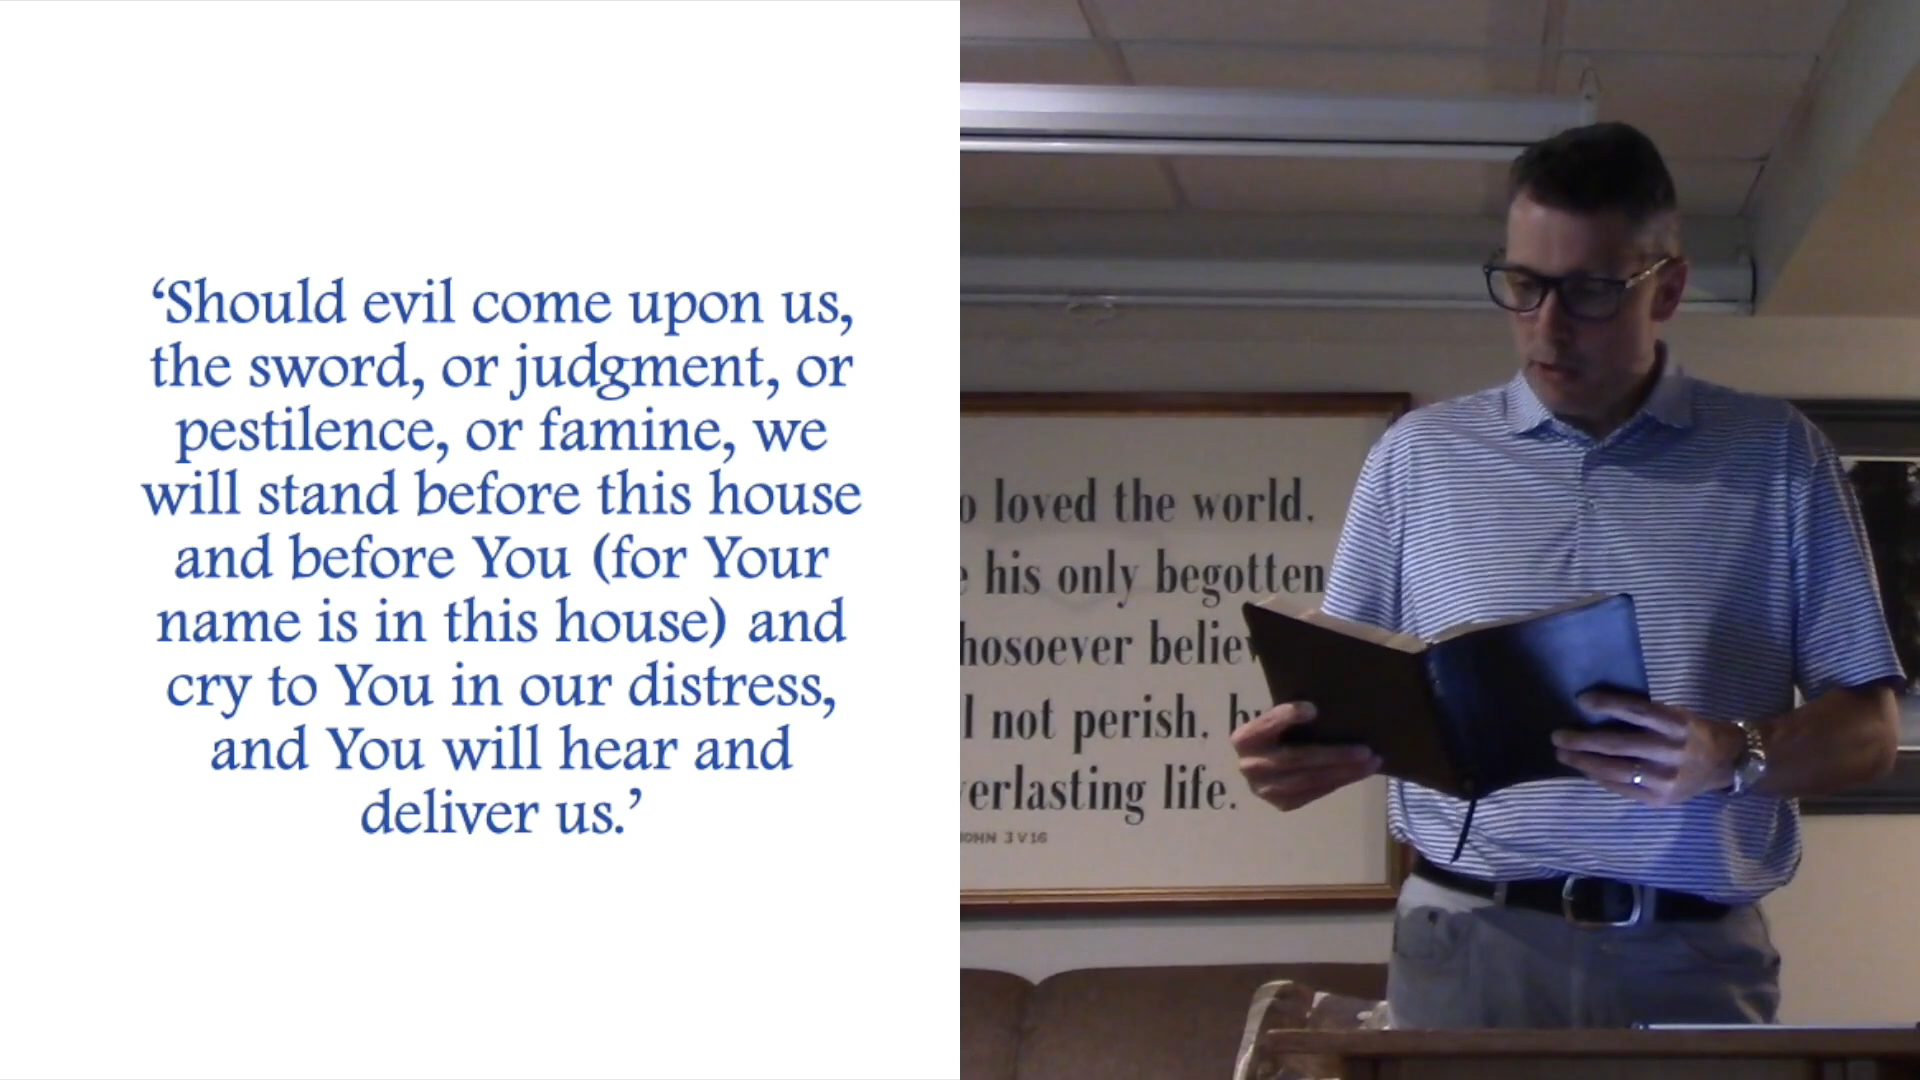 ‘Should evil come upon us,
the sword, or judgment, or
pestilence, or famine, we
will stand before this house
and before You (for Your
name is in this house) and
cry to You in our distress,
and You will hear and
deliver us.’
o loved the world,
his only begotten
hosoever believ
l not perish, b
verlasting life.
JOHN 3 V 16